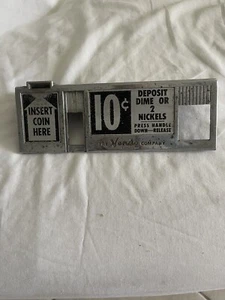 INSERT
COIN
HERE
10¢
DEPOSIT
DIME OR
2
NICKELS
PRESS HANDLE
DOWN-RELEASE